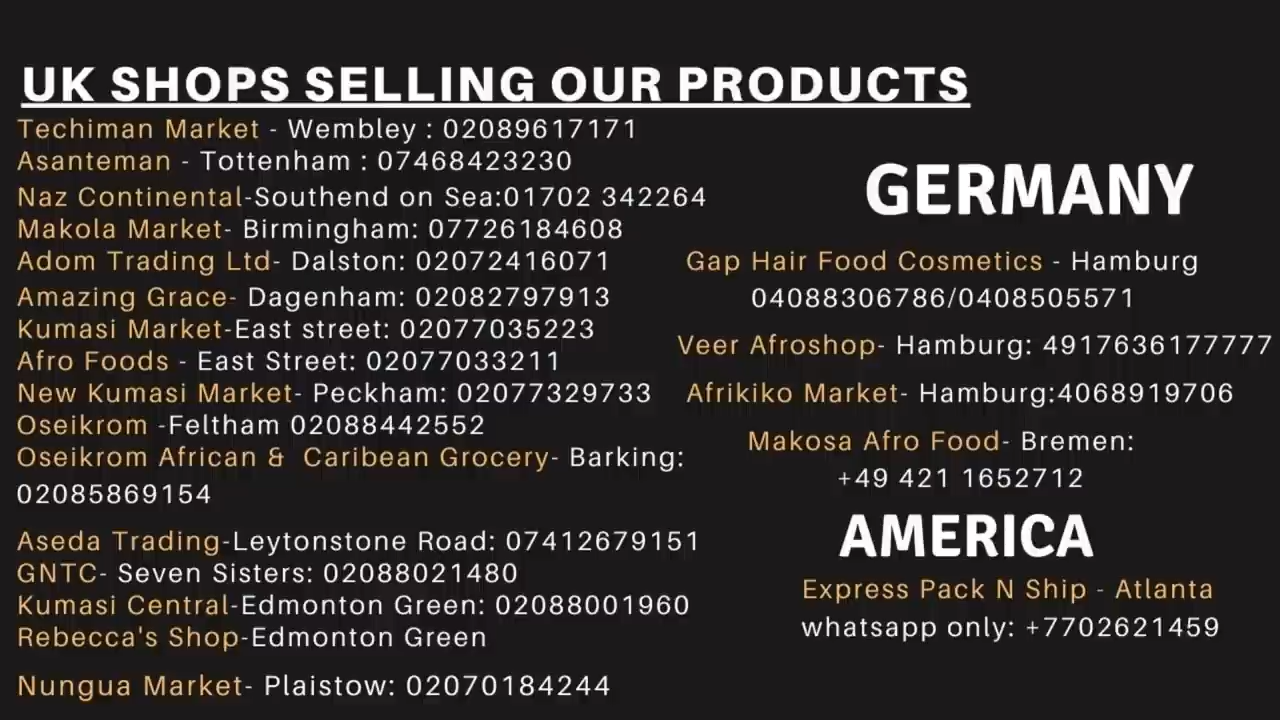 UK SHOPS SELLING OUR PRODUCTS
Techiman Market - Wembley : 02089617171
Asanteman - Tottenham : 07468423230
Naz Continental-Southend on Sea:01702 342264
Makola Market- Birmingham: 07726184608
Adom Trading Ltd- Dalston: 02072416071
Amazing Grace- Dagenham: 02082797913
Kumasi Market-East street: 02077035223
Afro Foods - East Street: 02077033211
New Kumasi Market- Peckham: 02077329733
Oseikrom -Feltham 02088442552
Oseikrom African & Caribean Grocery- Barking:
02085869154
Aseda Trading-Leytonstone Road: 07412679151
GNTC- Seven Sisters: 02088021480
Kumasi Central-Edmonton Green: 02088001960
Rebecca's Shop-Edmonton Green
Nungua Market- Plaistow: 02070184244
GERMANY
Gap Hair Food Cosmetics - Hamburg
04088306786/0408505571
Veer Afroshop- Hamburg: 4917636177777
Afrikiko Market- Hamburg:4068919706
Makosa Afro Food- Bremen:
+49 421 1652712
AMERICA
Express Pack N Ship - Atlanta
whatsapp only: +7702621459